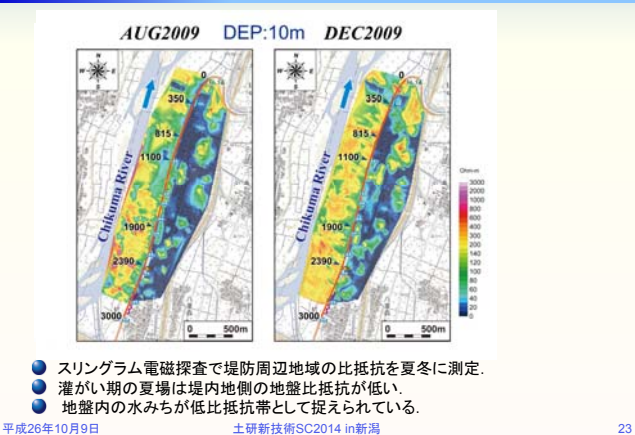 AUG2009 DEP:10m DEC2009
N
W E
S
0
350
815
1100
1900
2390
3000
Chikuma River
0 500m
N
W E
S
0
350
815
1100
1900
2390
3000
Chikuma River
0 500m
Ohm-m
3000
2000
1000
800
600
400
300
200
140
120
100
80
60
40
20
0
スリングラム電磁探査で堤防周辺地域の比抵抗を夏冬に測定.
灌がい期の夏場は堤内地側の地盤比抵抗が低い.
地盤内の水みちが低比抵抗帯として捉えられている.
平成26年10月9日 土研新技術SC2014 in新潟 23